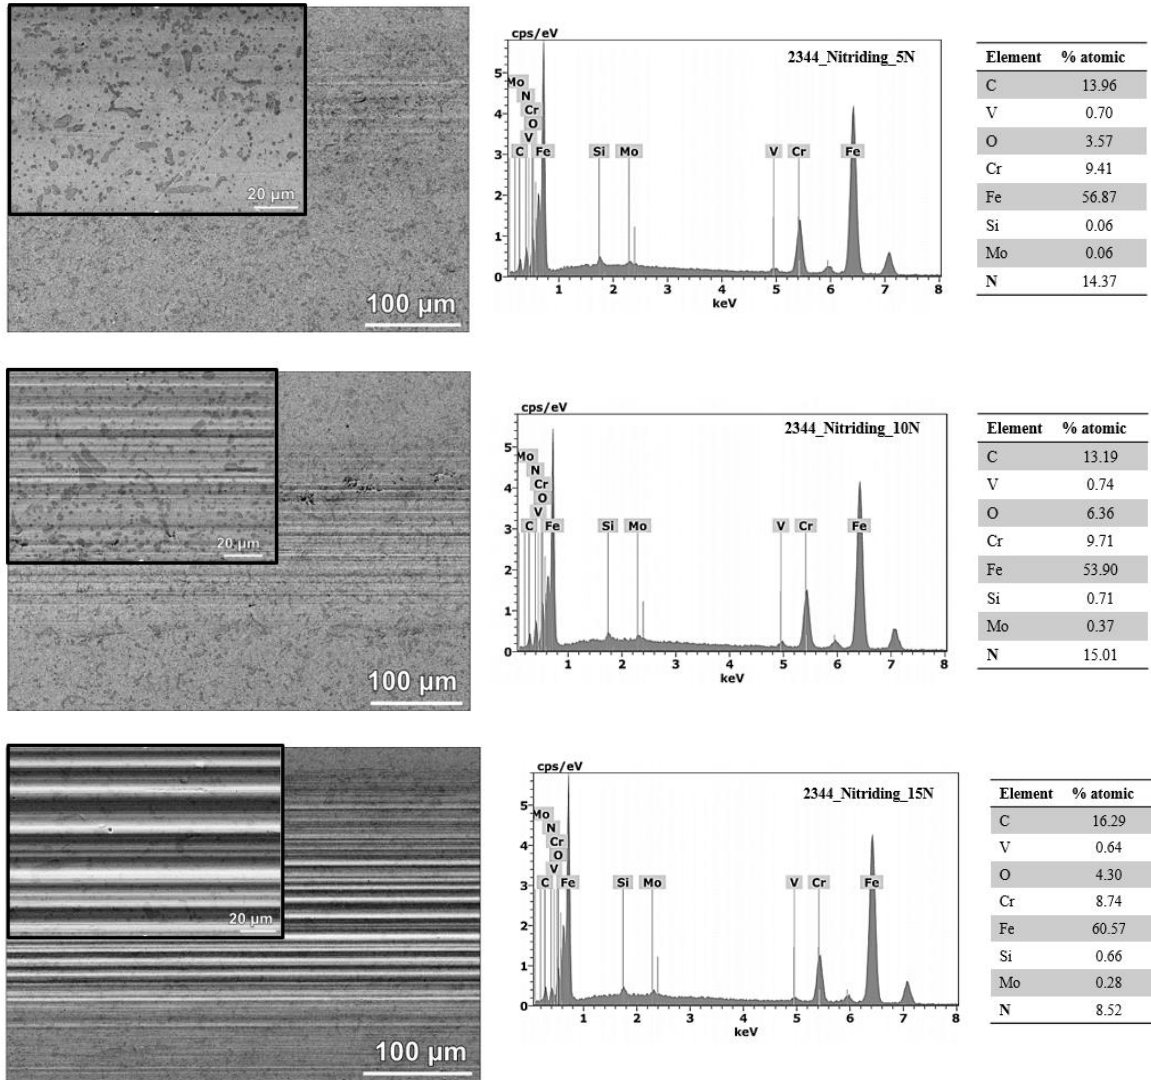 20 µm
100 µm
cps/eV
2344_Nitriding_5N
5
4
3
2
1
0
Mo
N
Cr
O
V
C Fe Si Mo V Cr Fe
1 2 3 4 5 6 7 8
keV
Element % atomic
C 13.96
V 0.70
O 3.57
Cr 9.41
Fe 56.87
Si 0.06
Mo 0.06
N 14.37
20 µm
100 µm
cps/eV
2344_Nitriding_10N
5
4
3
2
1
0
Mo
N
Cr
O
V
C Fe Si Mo V Cr Fe
1 2 3 4 5 6 7 8
keV
Element % atomic
C 13.19
V 0.74
O 6.36
Cr 9.71
Fe 53.90
Si 0.71
Mo 0.37
N 15.01
20 µm
100 µm
cps/eV
2344_Nitriding_15N
5
4
3
2
1
0
Mo
N
Cr
O
V
C Fe Si Mo V Cr Fe
1 2 3 4 5 6 7 8
keV
Element % atomic
C 16.29
V 0.64
O 4.30
Cr 8.74
Fe 60.57
Si 0.66
Mo 0.28
N 8.52